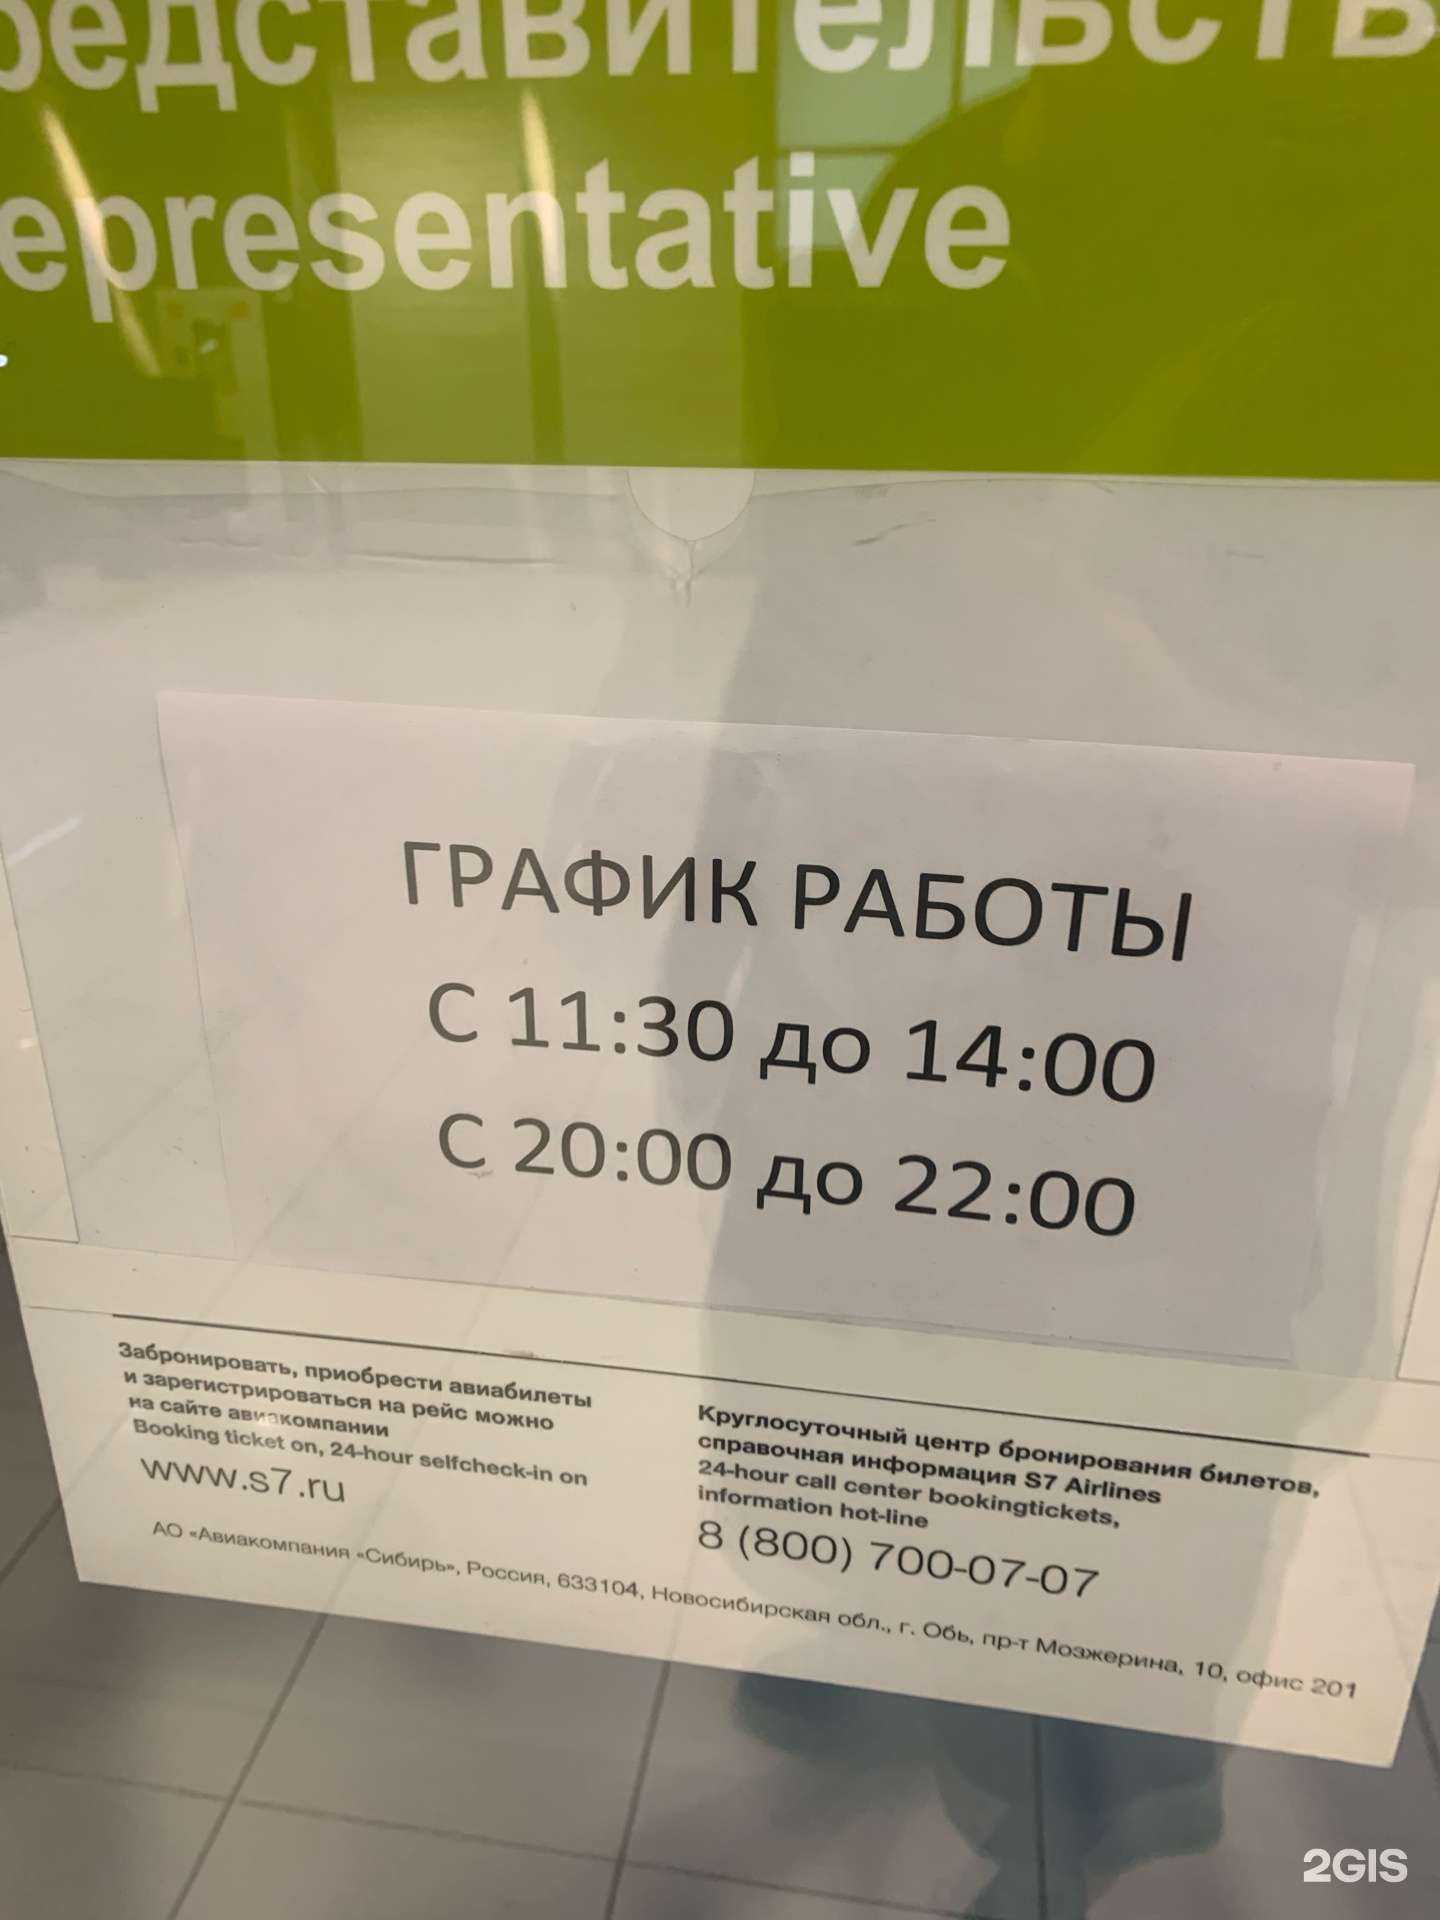 редставительств
epresentative
ГРАФИК РАБОТЫ
С 11:30 до 14:00
С 20:00 до 22:00
Забронировать, приобрести авиабилеты
и зарегистрироваться на рейс можно
на сайте авиакомпании
Booking ticket on, 24-hour selfcheck-in on
www.s7.ru
Круглосуточный центр бронирования билетов,
справочная информация S7 Airlines
24-hour call center bookingtickets,
information hot-line
8 (800) 700-07-07
АО «Авиакомпания «Сибирь», Россия, 633104, Новосибирская обл., г. Обь, пр-т Мозжерина, 10, офис 201
2GIS